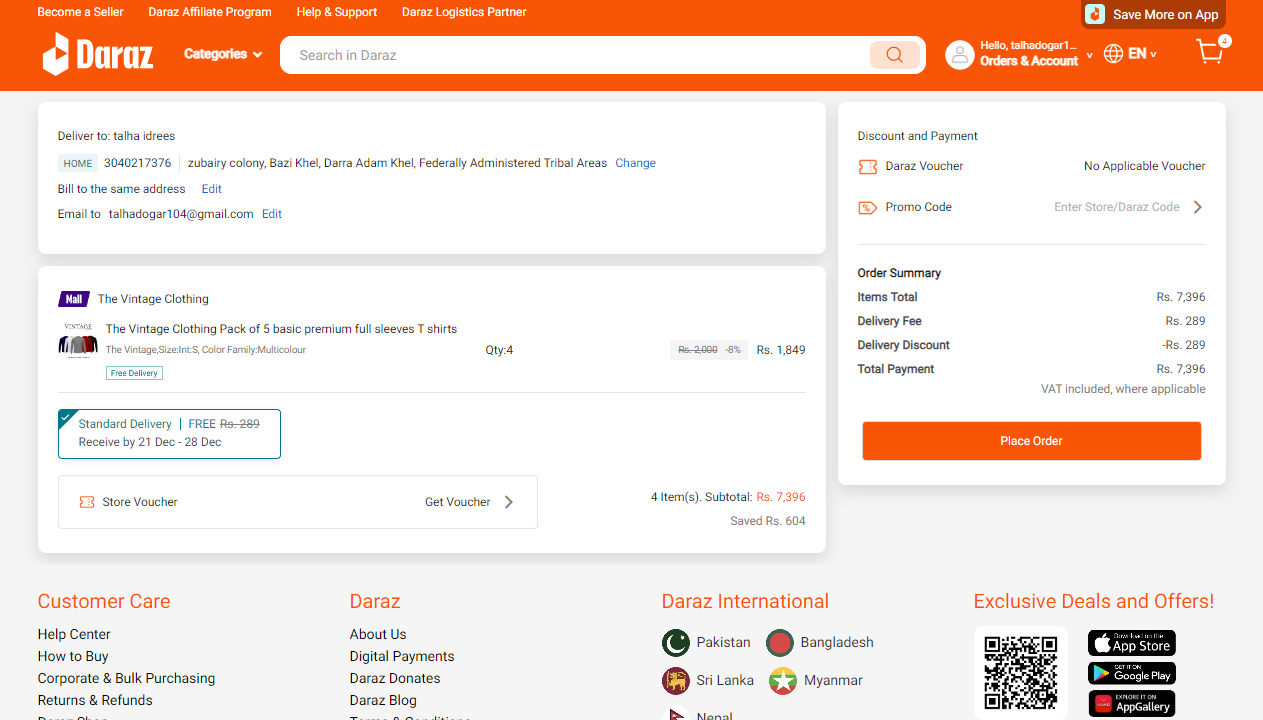 Become a Seller Daraz Affiliate Program Help & Support Daraz Logistics Partner
Save More on App
Daraz
Categories
Search in Daraz
Hello, talhadogar1...
Orders & Account
EN
4
Deliver to: talha idrees
HOME 3040217376 zubairy colony, Bazi Khel, Darra Adam Khel, Federally Administered Tribal Areas Change
Bill to the same address Edit
Email to talhadogar104@gmail.com Edit
Mall The Vintage Clothing
VINTAGE
The Vintage Clothing Pack of 5 basic premium full sleeves T shirts
The Vintage,Size:Int:S, Color Family:Multicolour
Qty:4
Rs. 2,000 -8% Rs. 1,849
Free Delivery
Standard Delivery | FREE Rs. 289
Receive by 21 Dec - 28 Dec
Store Voucher Get Voucher
4 Item(s). Subtotal: Rs. 7,396
Saved Rs. 604
Discount and Payment
Daraz Voucher No Applicable Voucher
Promo Code Enter Store/Daraz Code
Order Summary
Items Total Rs. 7,396
Delivery Fee Rs. 289
Delivery Discount -Rs. 289
Total Payment Rs. 7,396
VAT included, where applicable
Place Order
Customer Care
Help Center
How to Buy
Corporate & Bulk Purchasing
Returns & Refunds
Daraz
About Us
Digital Payments
Daraz Donates
Daraz Blog
Daraz International
Pakistan Bangladesh
Sri Lanka Myanmar
Nepal
Exclusive Deals and Offers!
Download on the
App Store
GET IT ON
Google Play
EXPLORE IT ON
AppGallery